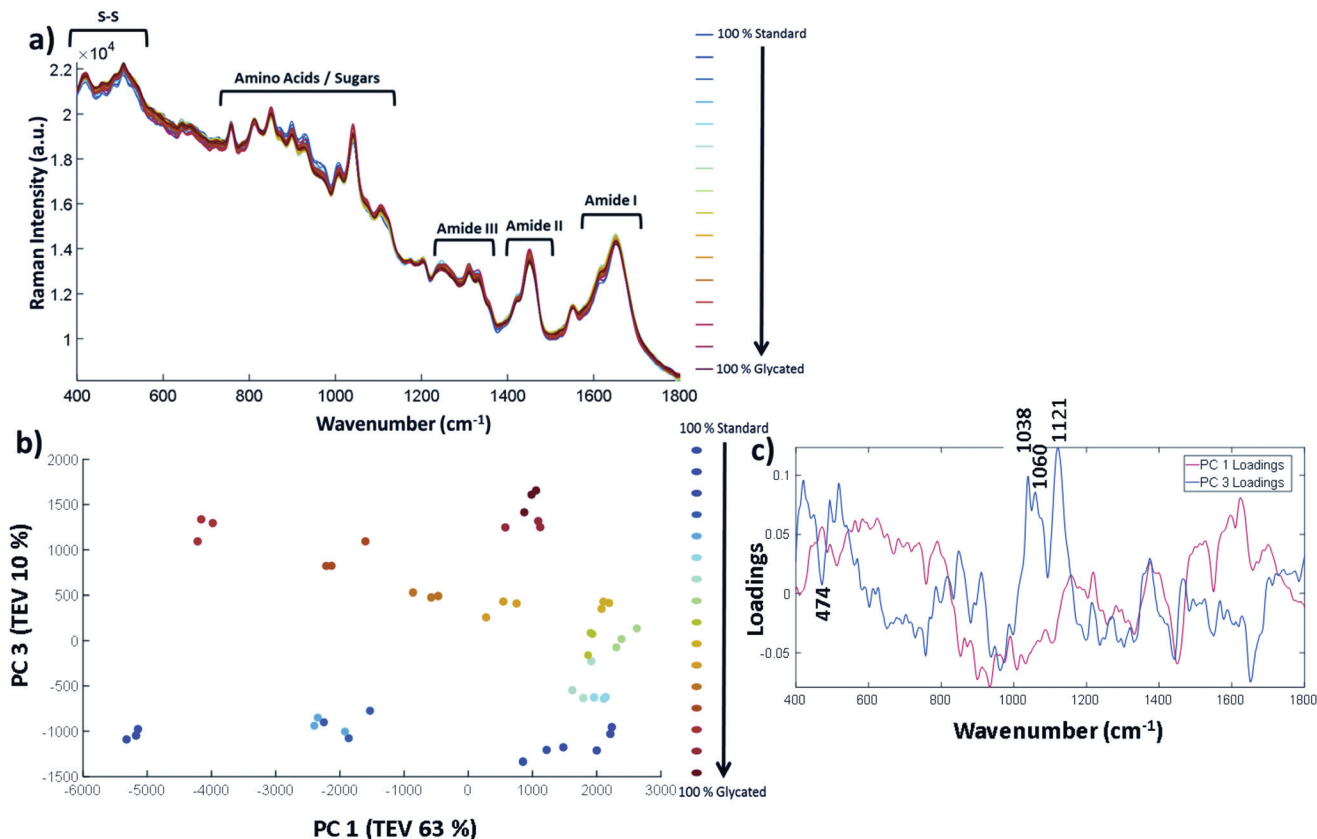 S-S
a)
×10⁴
Amino Acids / Sugars
Amide III
Amide II
Amide I
2.2
2
1.8
1.6
1.4
1.2
1
Raman Intensity (a.u.)
400 600 800 1000 1200 1400 1600 1800
Wavenumber (cm⁻¹)
100 % Standard
100 % Glycated
b)
2000
1500
1000
500
0
-500
-1000
-1500
PC 3 (TEV 10 %)
-6000 -5000 -4000 -3000 -2000 -1000 0 1000 2000 3000
PC 1 (TEV 63 %)
100 % Standard
100 % Glycated
c)
1038
1060
1121
PC 1 Loadings
PC 3 Loadings
0.1
0.05
0
-0.05
474
Loadings
400 600 800 1000 1200 1400 1600 1800
Wavenumber (cm⁻¹)